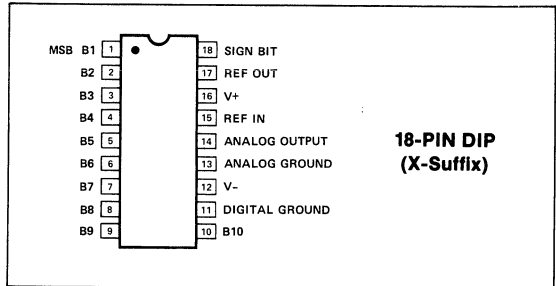 MSB B1 1 18 SIGN BIT
B2 2 17 REF OUT
B3 3 16 V+
B4 4 15 REF IN
B5 5 14 ANALOG OUTPUT
B6 6 13 ANALOG GROUND
B7 7 12 V-
B8 8 11 DIGITAL GROUND
B9 9 10 B10
18-PIN DIP
(X-Suffix)